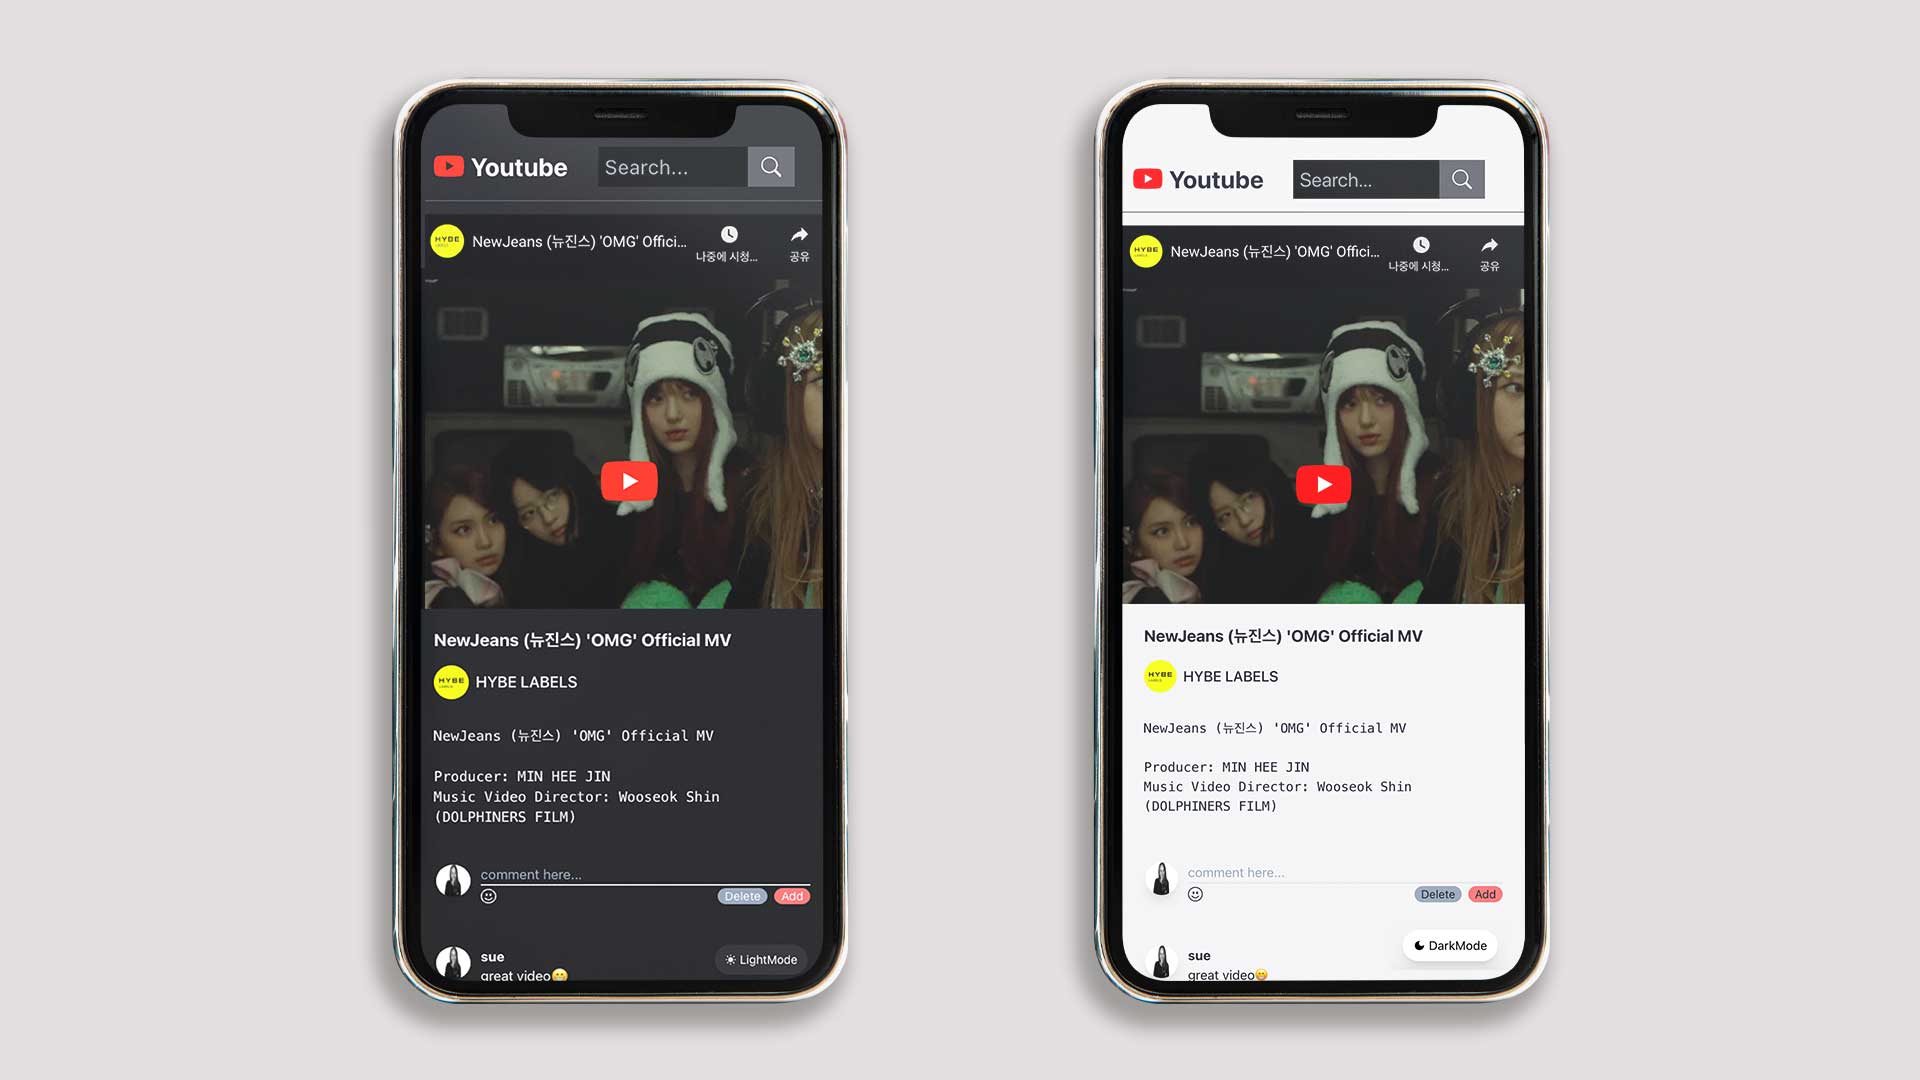 Youtube
Search...
HYBE
LABELS
NewJeans (뉴진스) 'OMG' Offici...
나중에 시청...
공유
NewJeans (뉴진스) 'OMG' Official MV
HYBE
LABELS
HYBE LABELS
NewJeans (뉴진스) 'OMG' Official MV
Producer: MIN HEE JIN
Music Video Director: Wooseok Shin
(DOLPHINERS FILM)
comment here...
Delete
Add
sue
great video😁
LightMode
Youtube
Search...
HYBE
LABELS
NewJeans (뉴진스) 'OMG' Offici...
나중에 시청...
공유
NewJeans (뉴진스) 'OMG' Official MV
HYBE
LABELS
HYBE LABELS
NewJeans (뉴진스) 'OMG' Official MV
Producer: MIN HEE JIN
Music Video Director: Wooseok Shin
(DOLPHINERS FILM)
comment here...
Delete
Add
DarkMode
sue
great video😁